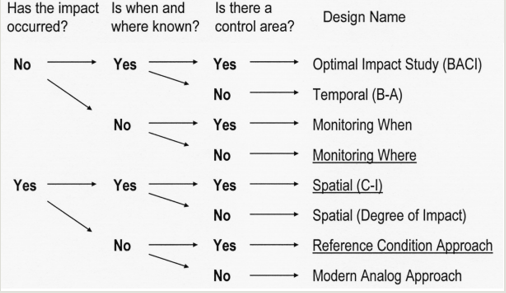 Has the impact occurred? Is when and where known? Is there a control area? Design Name
No Yes Yes Optimal Impact Study (BACI)
No Temporal (B-A)
No Yes Monitoring When
No Monitoring Where
Yes Yes Yes Spatial (C-I)
No Spatial (Degree of Impact)
No Yes Reference Condition Approach
No Modern Analog Approach